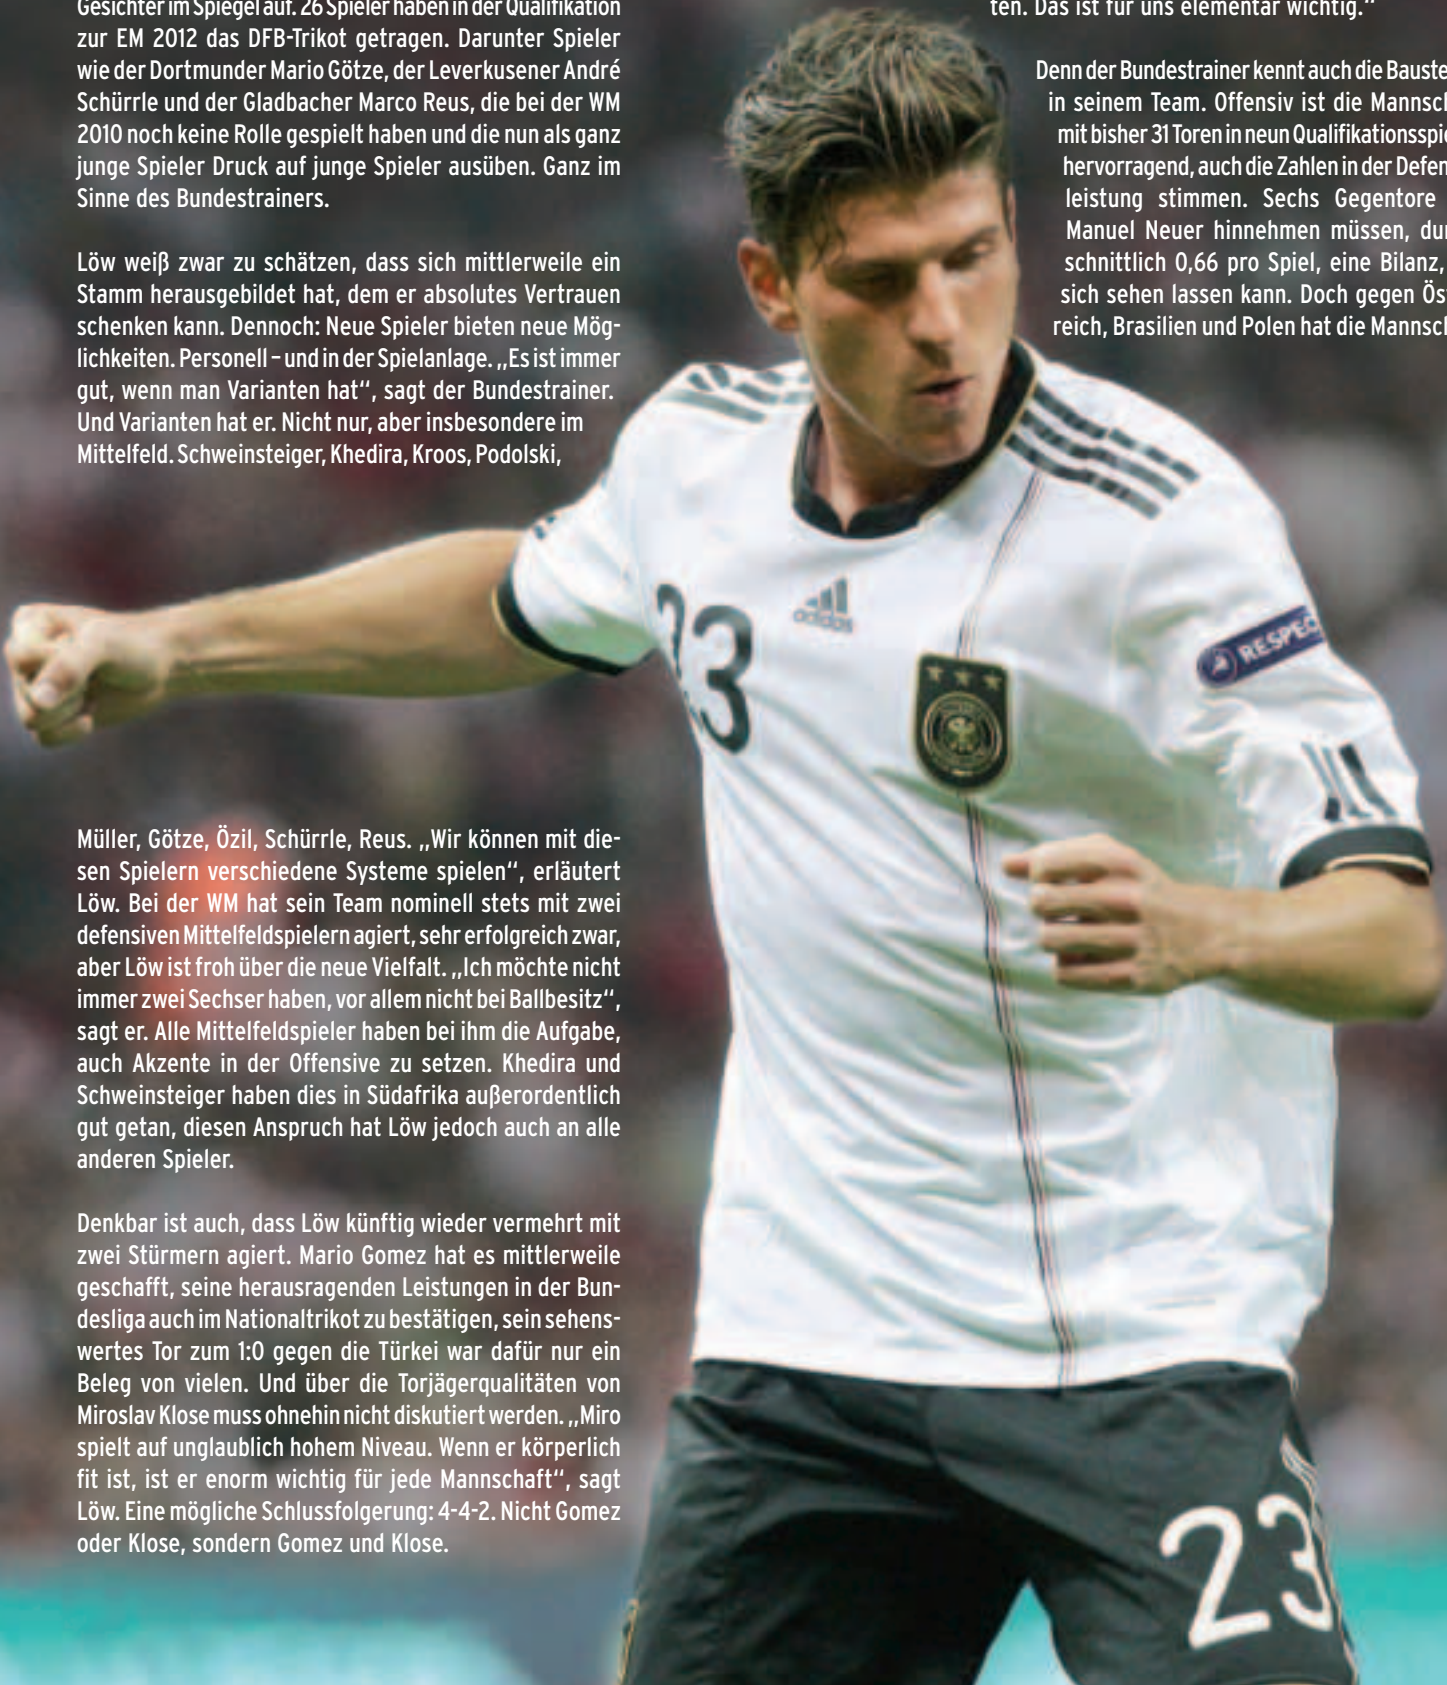 Gesichter im Spiegel auf. 26 Spieler haben in der Qualifikation
zur EM 2012 das DFB-Trikot getragen. Darunter Spieler
wie der Dortmunder Mario Götze, der Leverkusener André
Schürrle und der Gladbacher Marco Reus, die bei der WM
2010 noch keine Rolle gespielt haben und die nun als ganz
junge Spieler Druck auf junge Spieler ausüben. Ganz im
Sinne des Bundestrainers.
Löw weiß zwar zu schätzen, dass sich mittlerweile ein
Stamm herausgebildet hat, dem er absolutes Vertrauen
schenken kann. Dennoch: Neue Spieler bieten neue Mög-
lichkeiten. Personell – und in der Spielanlage. „Es ist immer
gut, wenn man Varianten hat“, sagt der Bundestrainer.
Und Varianten hat er. Nicht nur, aber insbesondere im
Mittelfeld. Schweinsteiger, Khedira, Kroos, Podolski,
Müller, Götze, Özil, Schürrle, Reus. „Wir können mit die-
sen Spielern verschiedene Systeme spielen“, erläutert
Löw. Bei der WM hat sein Team nominell stets mit zwei
defensiven Mittelfeldspielern agiert, sehr erfolgreich zwar,
aber Löw ist froh über die neue Vielfalt. „Ich möchte nicht
immer zwei Sechser haben, vor allem nicht bei Ballbesitz“,
sagt er. Alle Mittelfeldspieler haben bei ihm die Aufgabe,
auch Akzente in der Offensive zu setzen. Khedira und
Schweinsteiger haben dies in Südafrika außerordentlich
gut getan, diesen Anspruch hat Löw jedoch auch an alle
anderen Spieler.
Denkbar ist auch, dass Löw künftig wieder vermehrt mit
zwei Stürmern agiert. Mario Gomez hat es mittlerweile
geschafft, seine herausragenden Leistungen in der Bun-
desliga auch im Nationaltrikot zu bestätigen, sein sehens-
wertes Tor zum 1:0 gegen die Türkei war dafür nur ein
Beleg von vielen. Und über die Torjägerqualitäten von
Miroslav Klose muss ohnehin nicht diskutiert werden. „Miro
spielt auf unglaublich hohem Niveau. Wenn er körperlich
fit ist, ist er enorm wichtig für jede Mannschaft“, sagt
Löw. Eine mögliche Schlussfolgerung: 4-4-2. Nicht Gomez
oder Klose, sondern Gomez und Klose.
ten. Das ist für uns elementar wichtig.“
Denn der Bundestrainer kennt auch die Bauste
in seinem Team. Offensiv ist die Mannsc
mit bisher 31 Toren in neun Qualifikationsspi
hervorragend, auch die Zahlen in der Defen
leistung stimmen. Sechs Gegentore
Manuel Neuer hinnehmen müssen, du
schnittlich 0,66 pro Spiel, eine Bilanz,
sich sehen lassen kann. Doch gegen Ös
reich, Brasilien und Polen hat die Mannsc
23
adidas
RESPEC
23